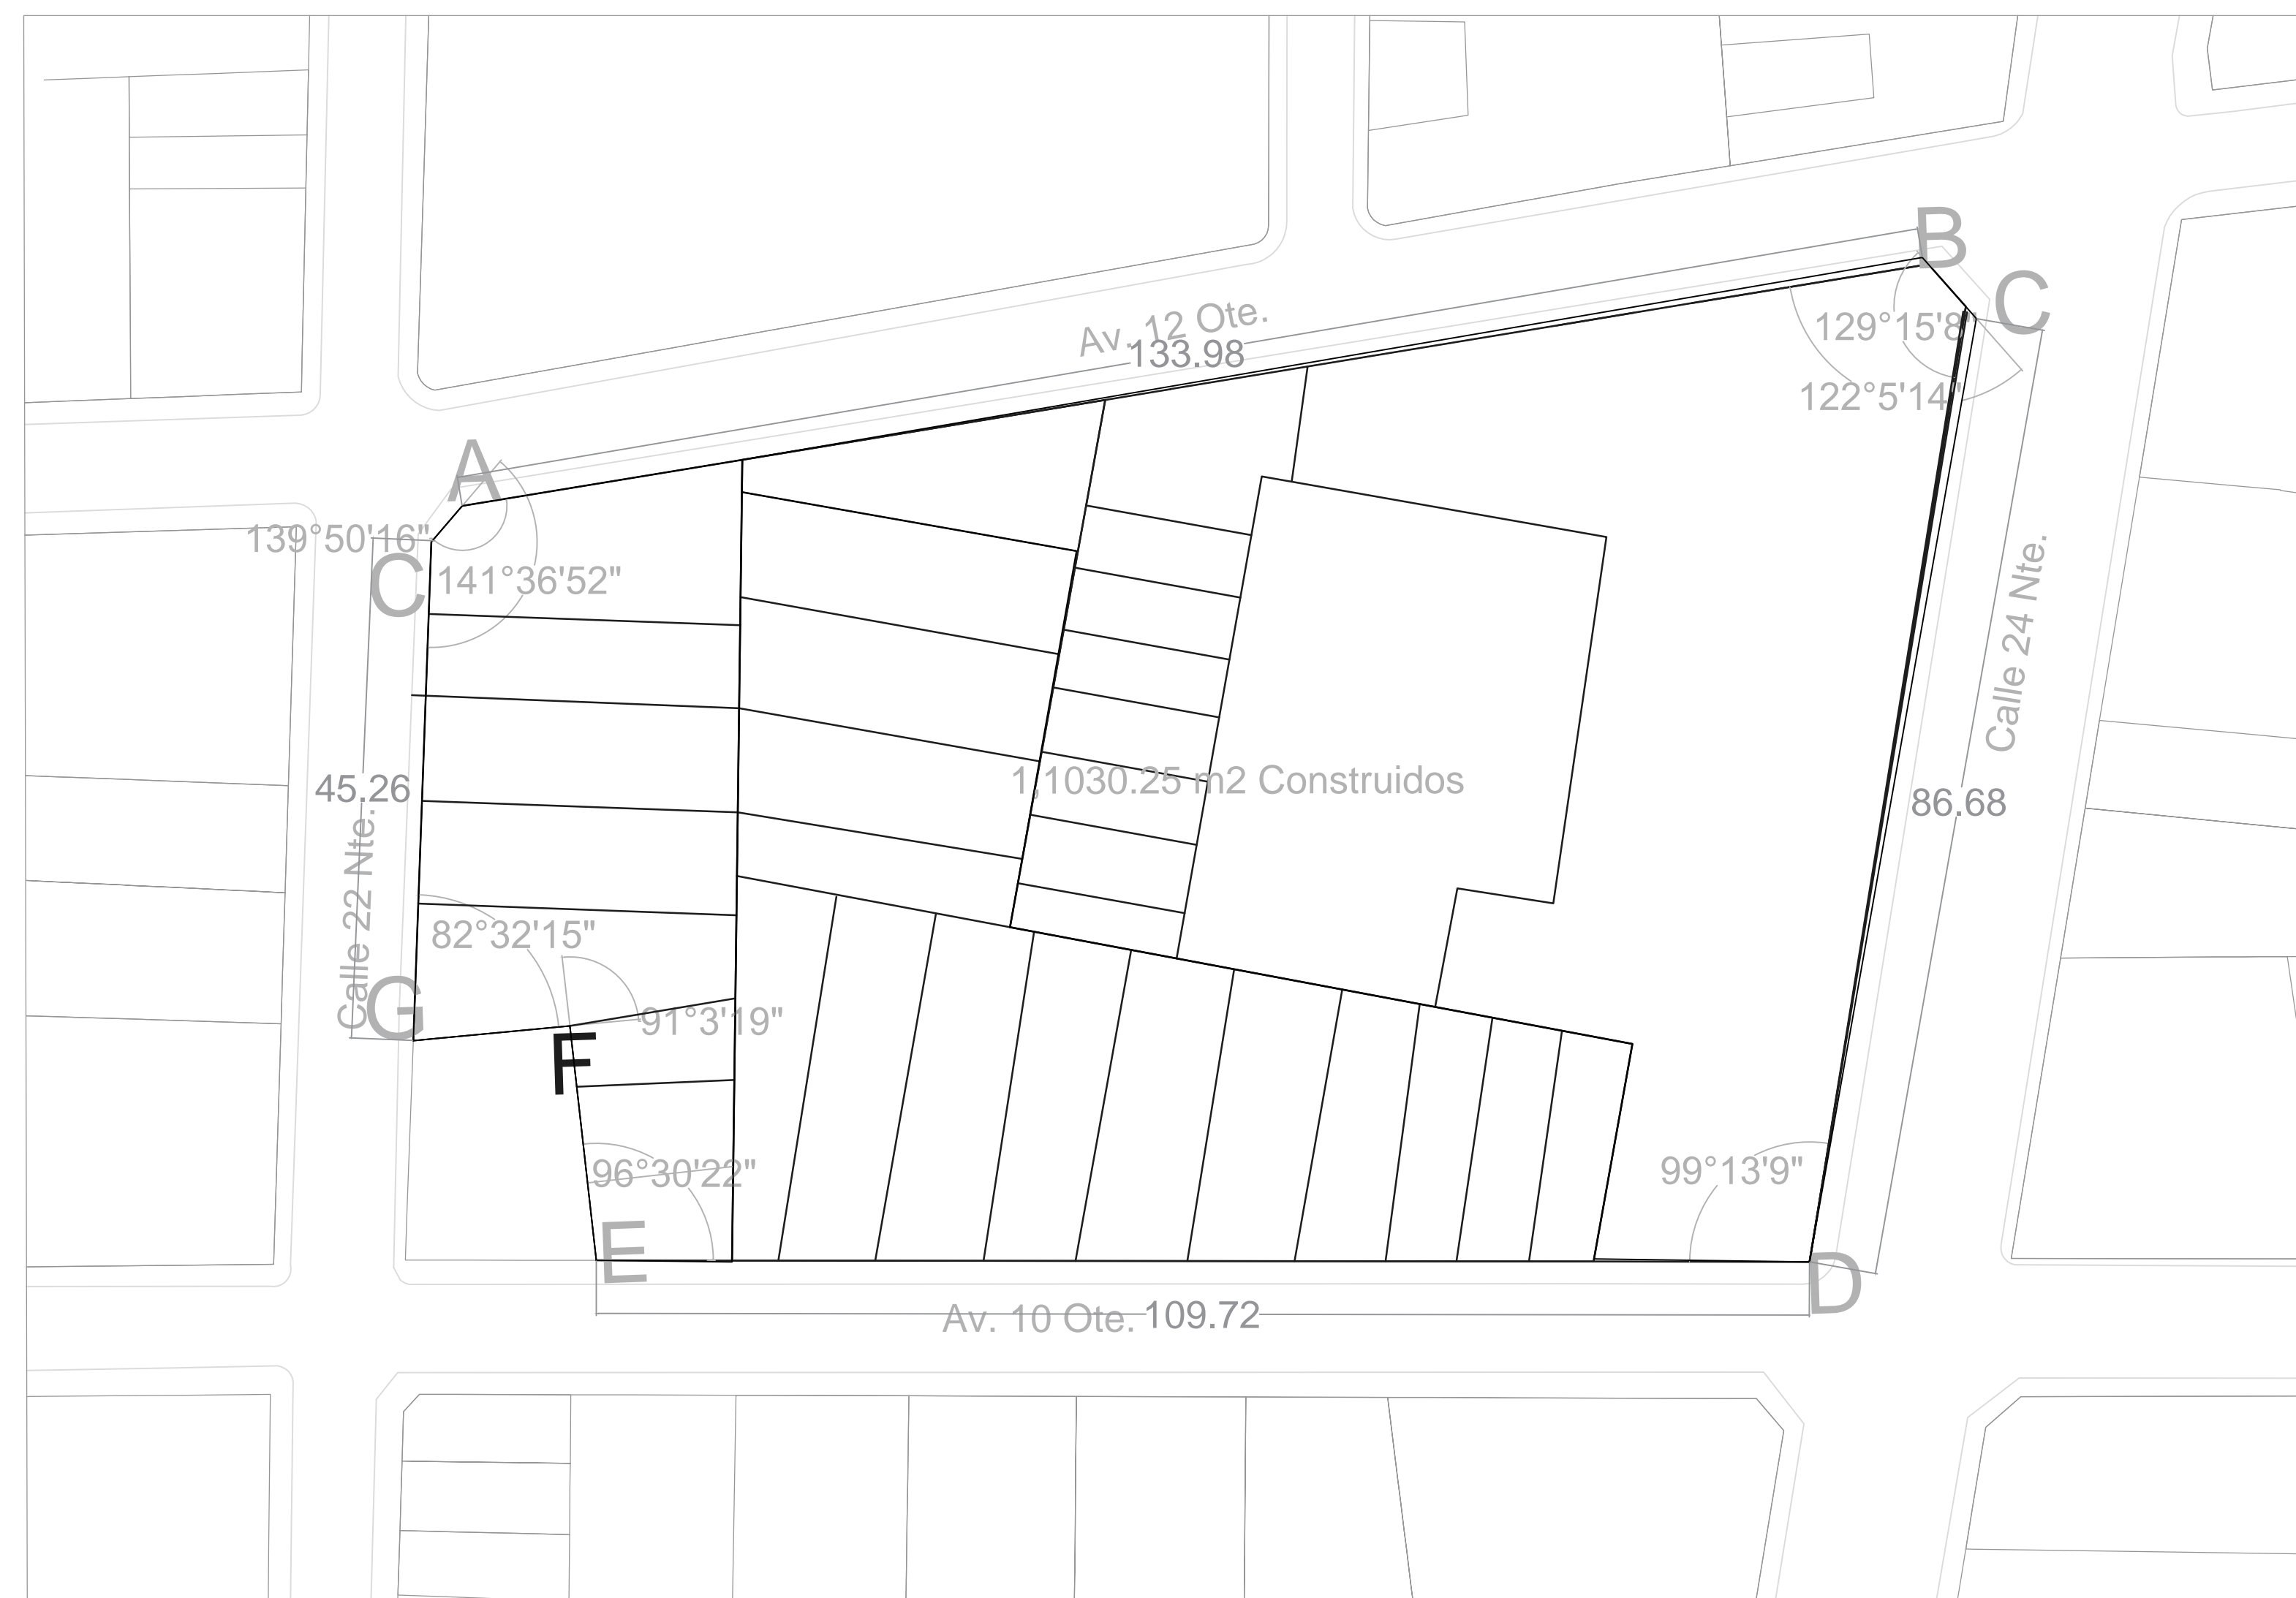 B
C
Av. 12 Ote.
133.98
129°15'8"
122°5'14"
A
139°50'16"
C
141°36'52"
Calle 24 Nte.
1,1030.25 m2 Construidos
45.26
86.68
Calle 22 Nte.
82°32'15"
G
91°3'19"
F
96°30'22"
99°13'9"
E
D
Av. 10 Ote.
109.72